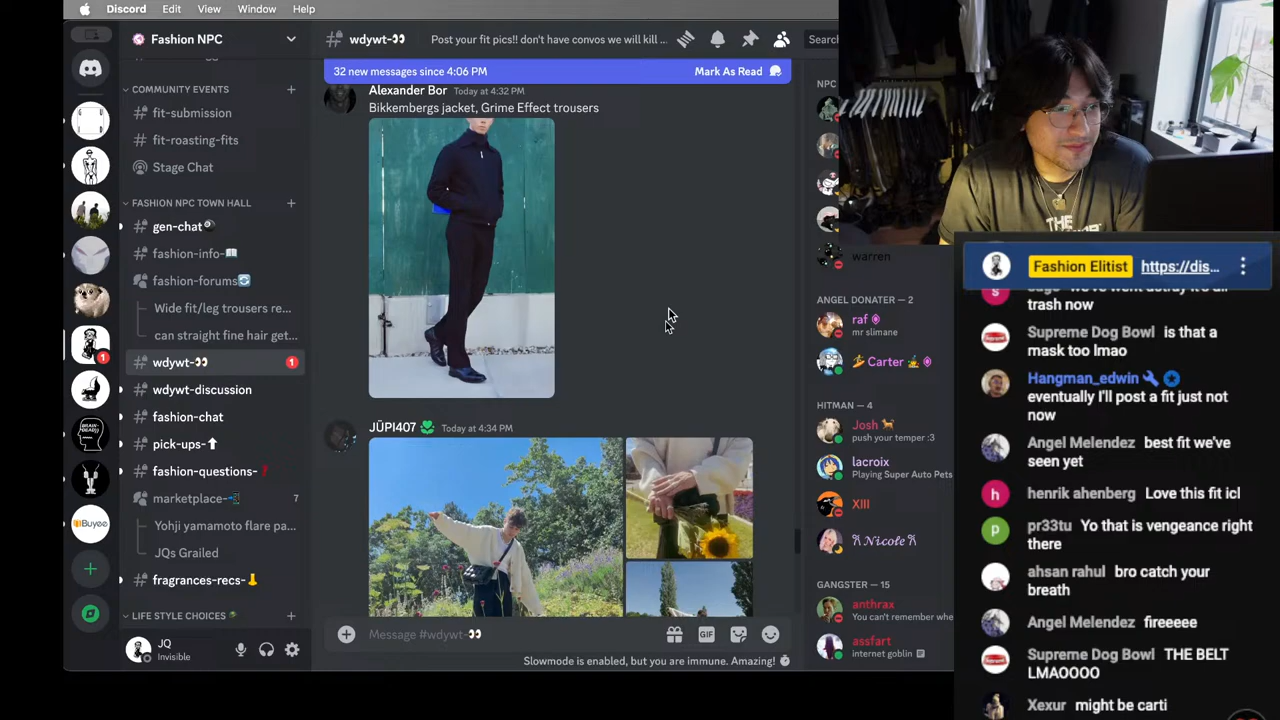 Discord Edit View Window Help
Fashion NPC
COMMUNITY EVENTS
fit-submission
fit-roasting-fits
Stage Chat
FASHION NPC TOWN HALL
gen-chat
fashion-info-
fashion-forums
Wide fit/leg trousers re...
can straight fine hair get...
wdywt-👀 1
1
wdywt-discussion
fashion-chat
pick-ups-
fashion-questions-
marketplace- 7
Yohji yamamoto flare pa...
JQs Grailed
fragrances-recs-
LIFE STYLE CHOICES
BRAIN DEAD
Buyee
JQ
Invisible
wdywt-👀 Post your fit pics!! don't have convos we will kill ...
Search
32 new messages since 4:06 PM Mark As Read
Alexander Bor Today at 4:32 PM
Bikkembergs jacket, Grime Effect trousers
JŪPI407 Today at 4:34 PM
Message #wdywt-👀
GIF
Slowmode is enabled, but you are immune. Amazing!
NPC
warren
ANGEL DONATER — 2
raf
mr slimane
Carter
HITMAN — 4
Josh
push your temper :3
lacroix
Playing Super Auto Pets
XIII
Nicole
GANGSTER — 15
anthrax
You can't remember whe
assfart
internet goblin
THE
Fashion Elitist https://dis...
trash now
Supreme Dog Bowl is that a
mask too lmao
Hangman_edwin
eventually I'll post a fit just not
now
Angel Melendez best fit we've
seen yet
henrik ahenberg Love this fit icl
pr33tu Yo that is vengeance right
there
ahsan rahul bro catch your
breath
Angel Melendez fireeeee
Supreme Dog Bowl THE BELT
LMAOOOO
Xexur might be carti